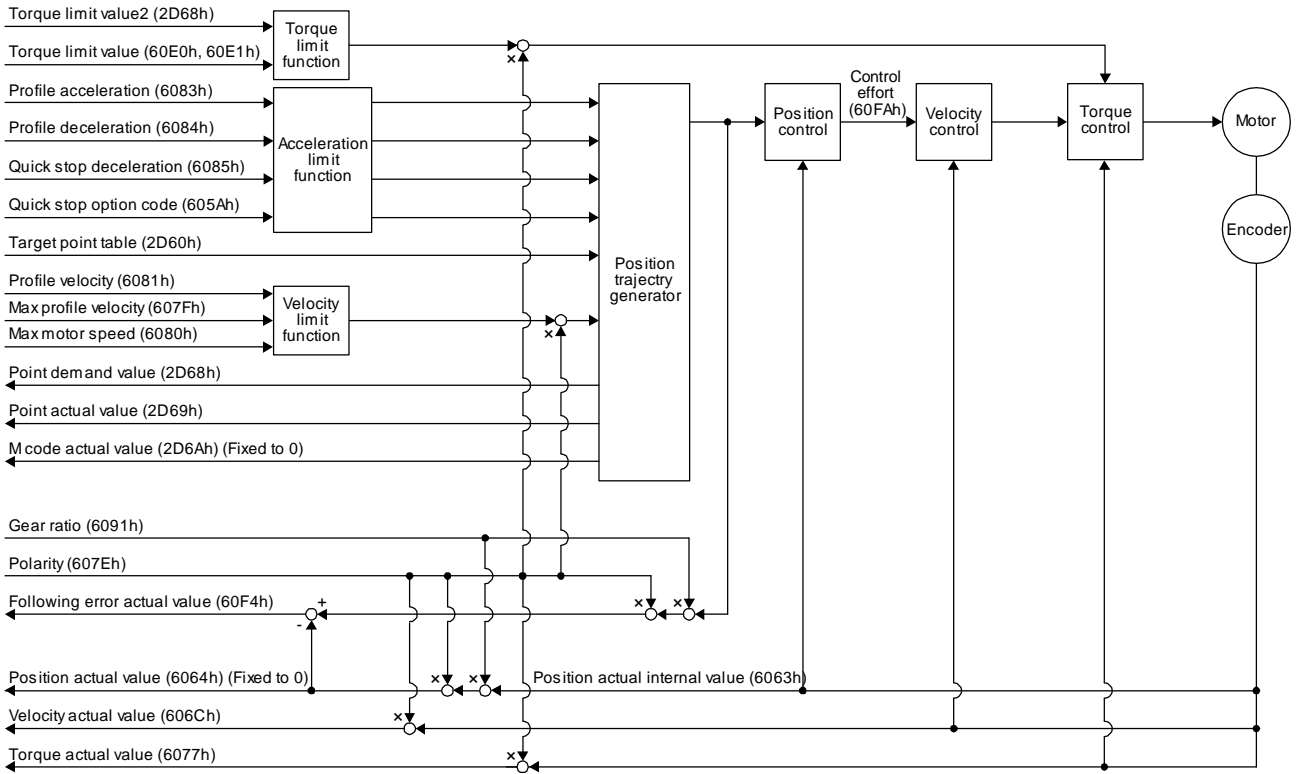 Torque limit value2 (2D68h)
Torque limit value (60E0h, 60E1h)
Torque
limit
function
×
Profile acceleration (6083h)
Profile deceleration (6084h)
Quick stop deceleration (6085h)
Quick stop option code (605Ah)
Acceleration
limit
function
Target point table (2D60h)
Profile velocity (6081h)
Max profile velocity (607Fh)
Max motor speed (6080h)
Velocity
limit
function
×
Position
trajectry
generator
Position
control
Control
effort
(60FAh)
Velocity
control
Torque
control
Motor
Encoder
Point demand value (2D68h)
Point actual value (2D69h)
M code actual value (2D6Ah) (Fixed to 0)
Gear ratio (6091h)
Polarity (607Eh)
Following error actual value (60F4h)
+
-
×
×
Position actual value (6064h) (Fixed to 0)
×
×
Position actual internal value (6063h)
Velocity actual value (606Ch)
×
Torque actual value (6077h)
×